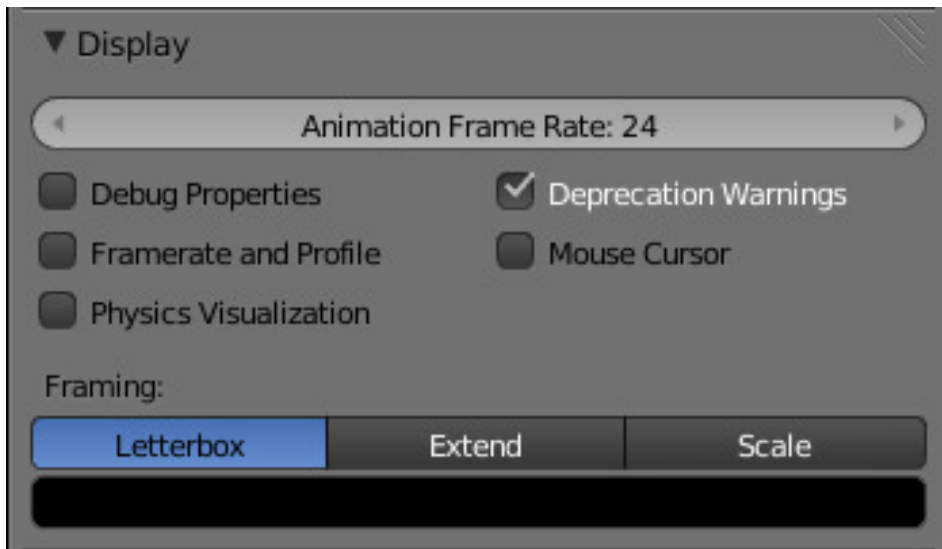 Display
Animation Frame Rate: 24
Debug Properties
Deprecation Warnings
Framerate and Profile
Mouse Cursor
Physics Visualization
Framing:
Letterbox Extend Scale